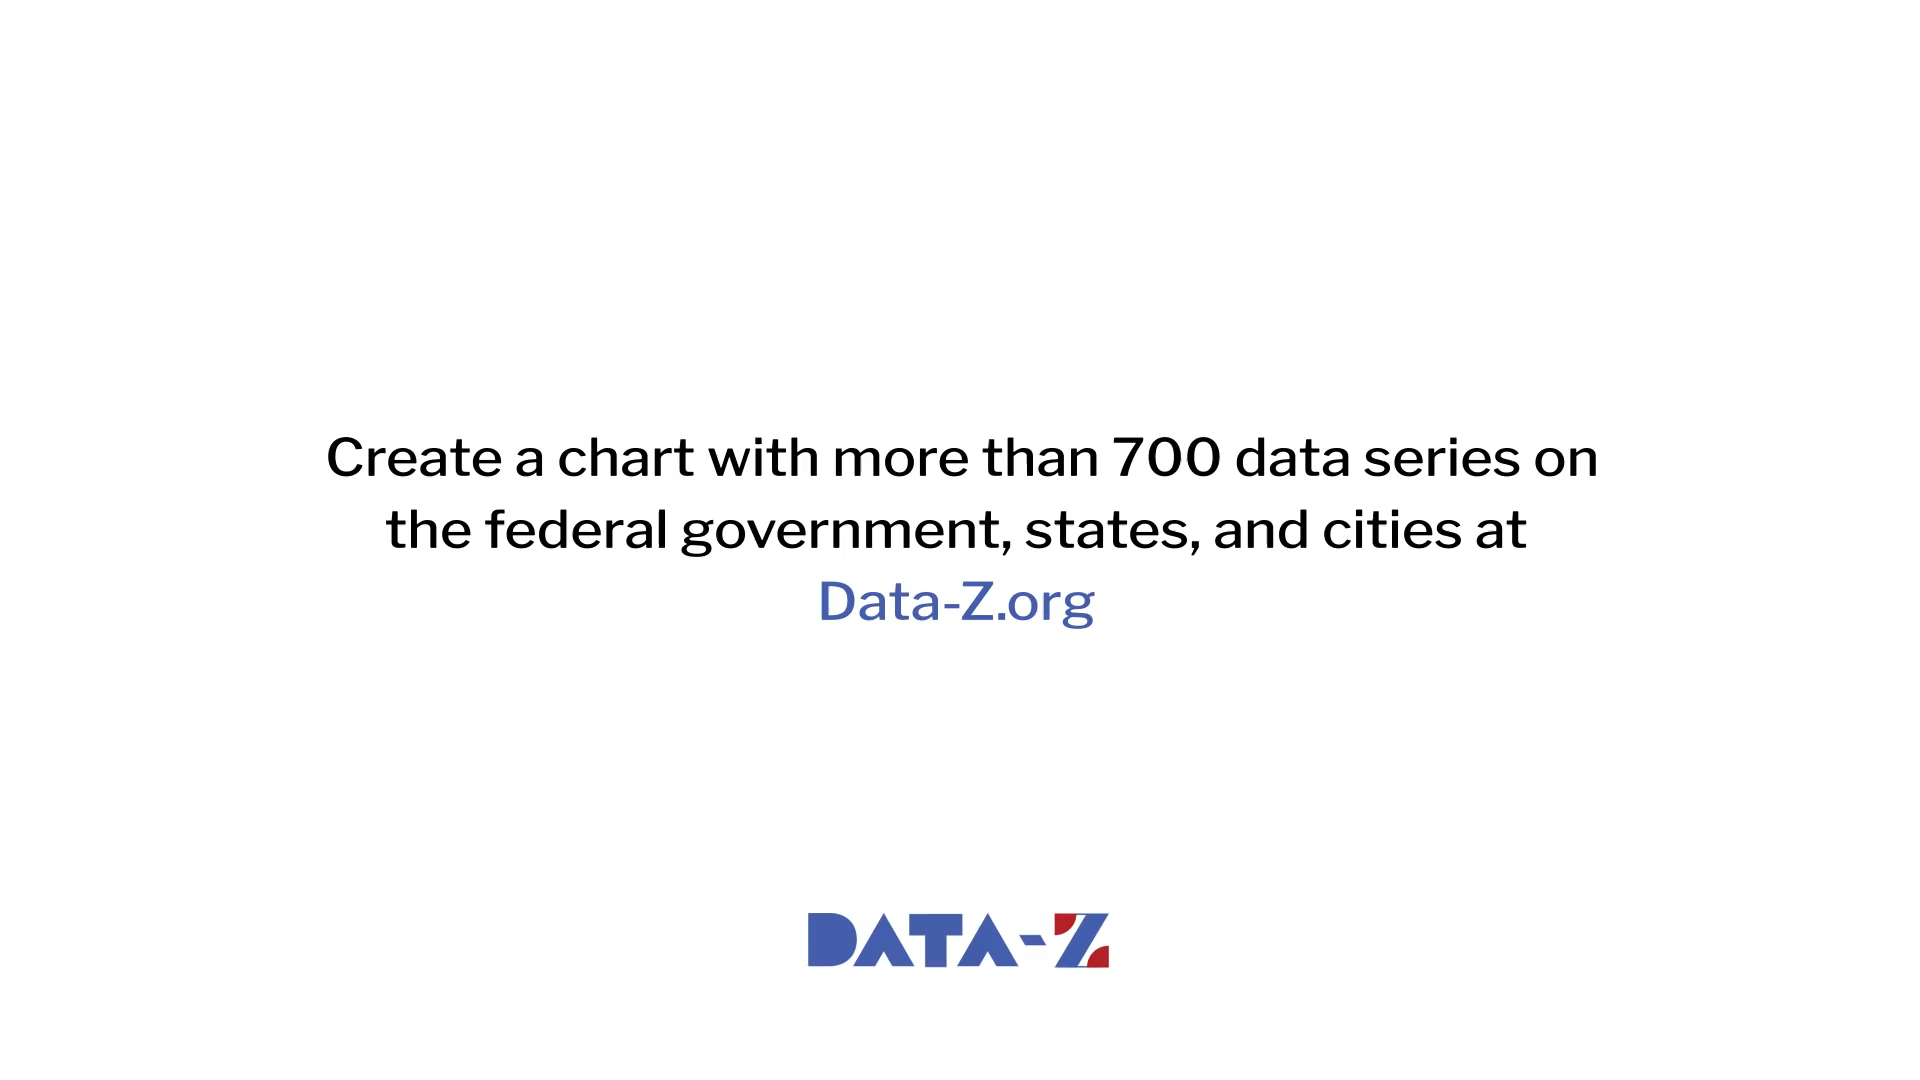 Create a chart with more than 700 data series on
the federal government, states, and cities at
Data-Z.org
DATA-Z